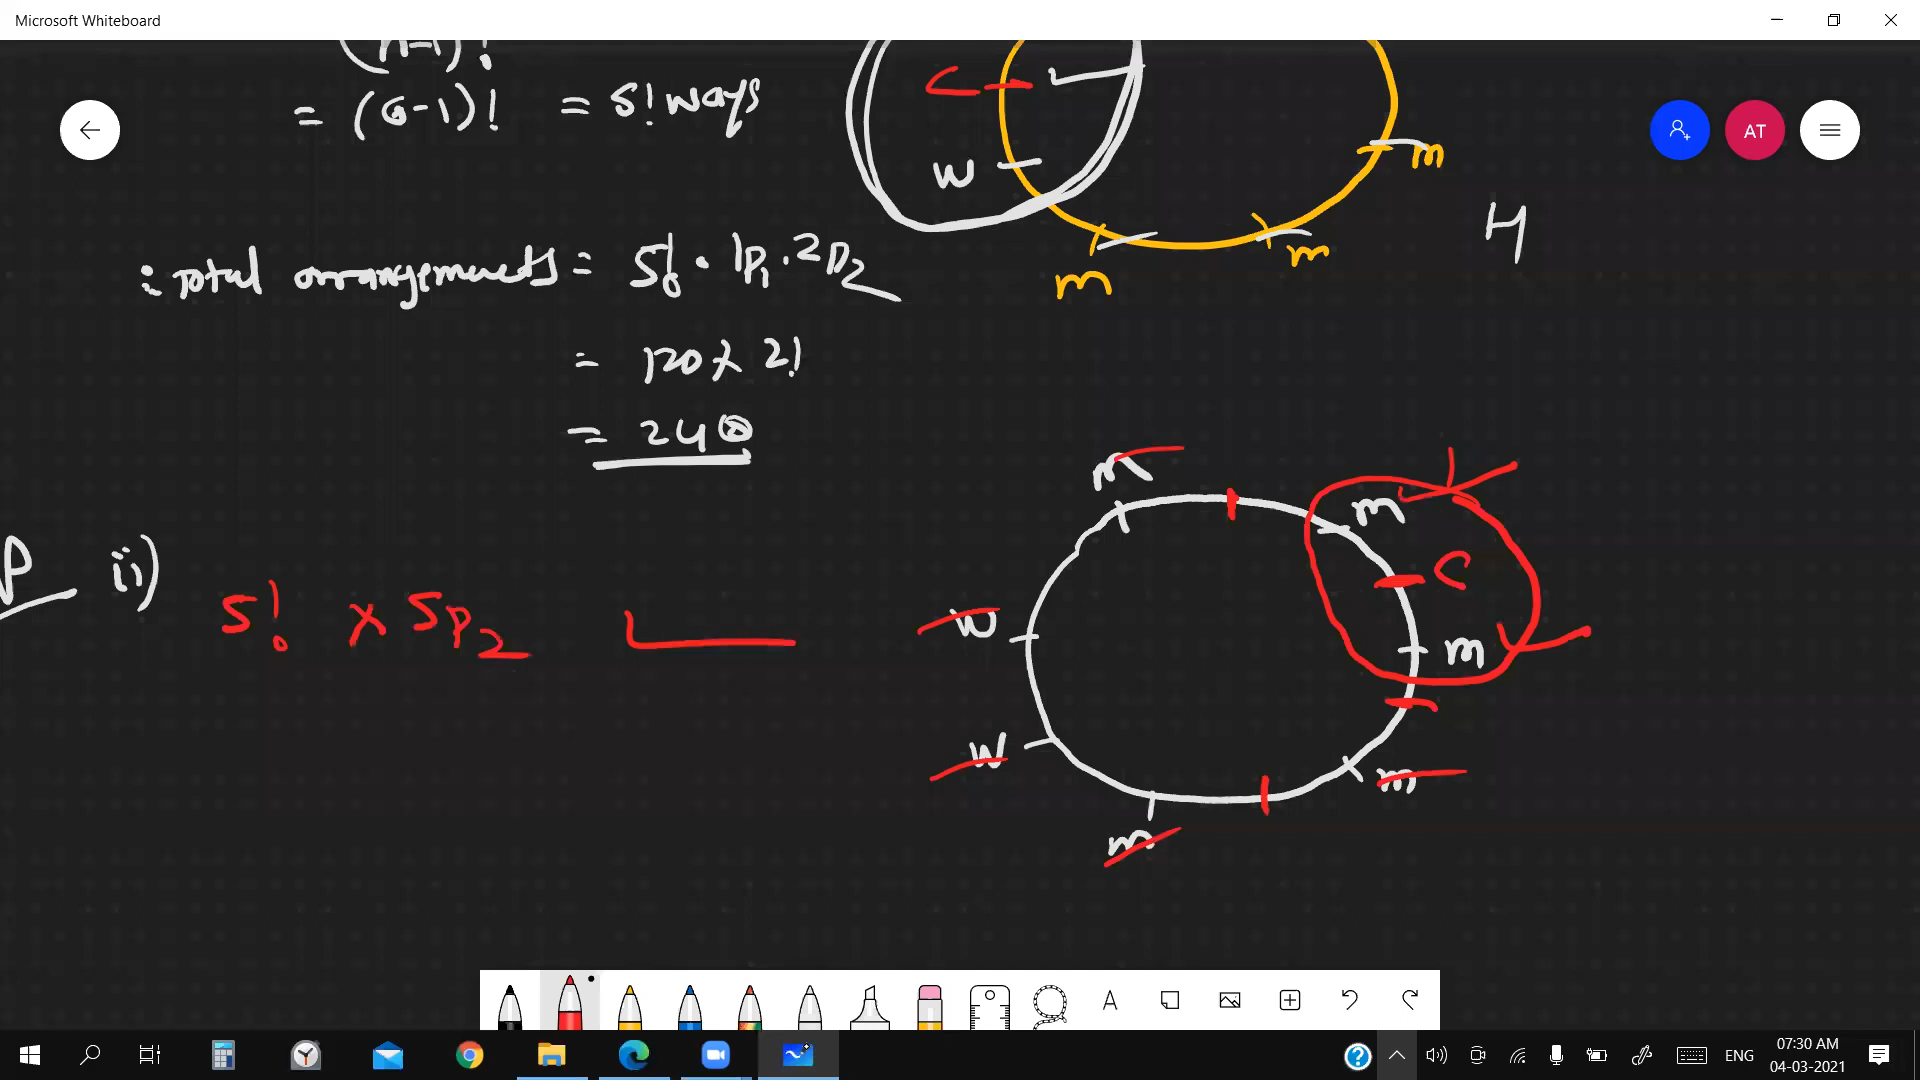 Microsoft Whiteboard
(n-1)!
= (6-1)! = 5! ways
C
W
m
m
m
H
AT
∴ Total arrangements = 5! . 1P1 . 2P2
= 120 x 2!
= 240
P ii)
5! x 5P2
m
m
C
m
m
m
W
W
A
ENG
07:30 AM
04-03-2021